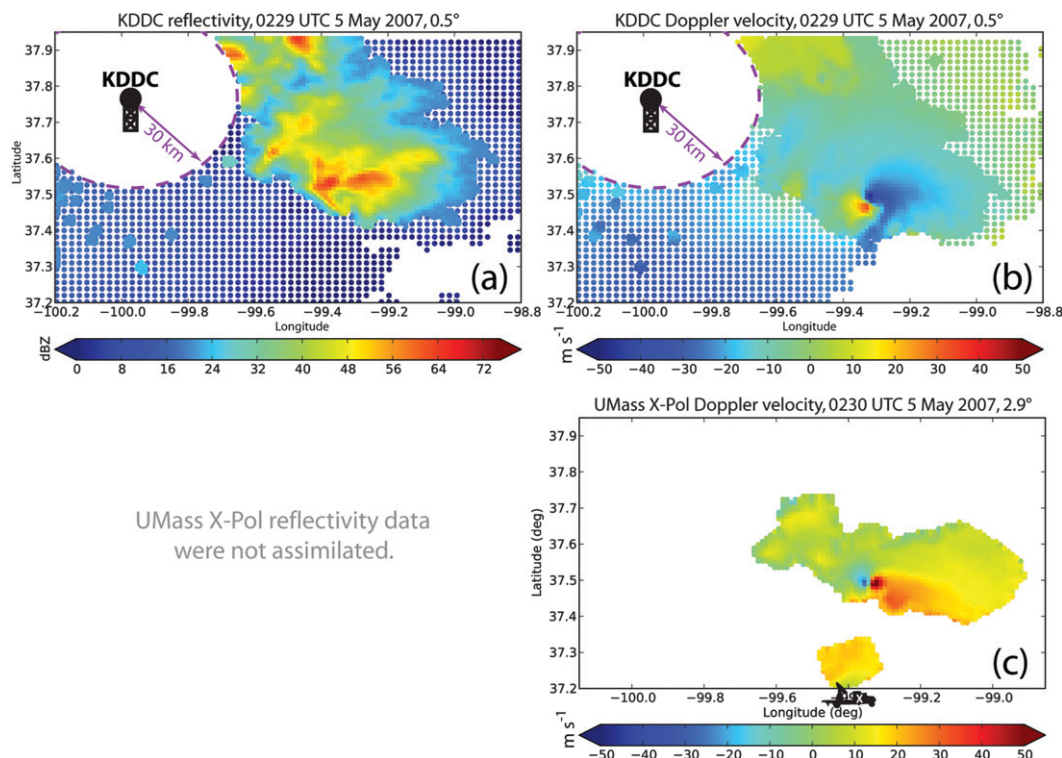 KDDC reflectivity, 0229 UTC 5 May 2007, 0.5°
37.9
37.8
37.7
37.6
37.5
37.4
37.3
37.2
Latitude
KDDC
30 km
(a)
−100.2 −100.0 −99.8 −99.6 −99.4 −99.2 −99.0 −98.8
Longitude
dBZ
0 8 16 24 32 40 48 56 64 72
KDDC Doppler velocity, 0229 UTC 5 May 2007, 0.5°
37.9
37.8
37.7
37.6
37.5
37.4
37.3
37.2
KDDC
30 km
(b)
−100.2 −100.0 −99.8 −99.6 −99.4 −99.2 −99.0 −98.8
Longitude
m s⁻¹
−50 −40 −30 −20 −10 0 10 20 30 40 50
UMass X-Pol reflectivity data
were not assimilated.
UMass X-Pol Doppler velocity, 0230 UTC 5 May 2007, 2.9°
37.9
37.8
37.7
37.6
37.5
37.4
37.3
37.2
Latitude (deg)
(c)
−100.0 −99.8 −99.6 X −99.2 −99.0
Longitude (deg)
m s⁻¹
−50 −40 −30 −20 −10 0 10 20 30 40 50